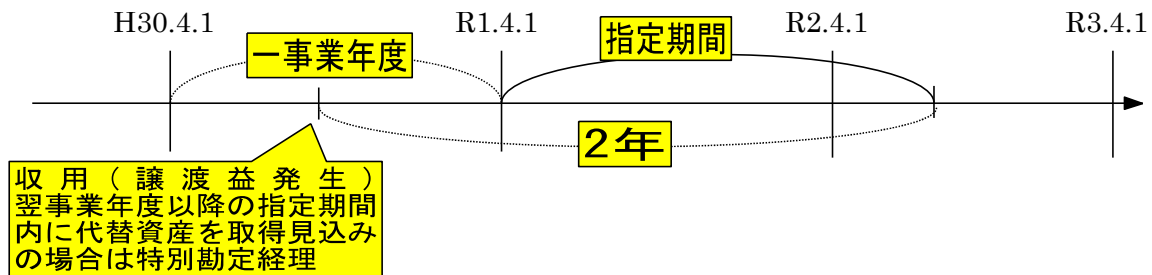 H30.4.1 R1.4.1 R2.4.1 R3.4.1
一事業年度
指定期間
2年
収用(譲渡益発生)
翌事業年度以降の指定期間
内に代替資産を取得見込み
の場合は特別勘定経理